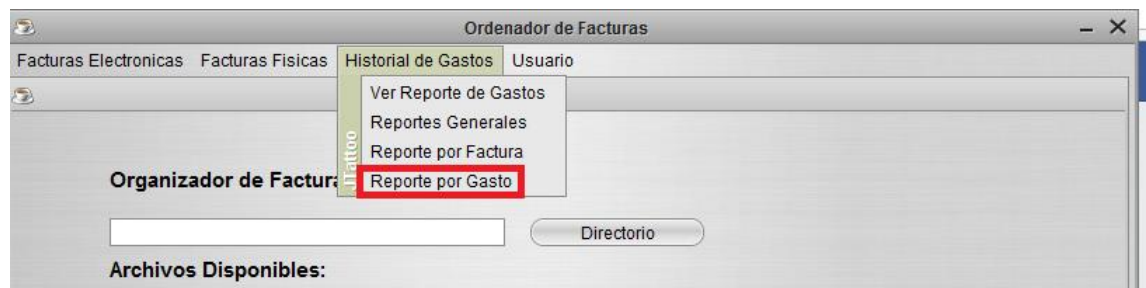 Ordenador de Facturas
Facturas Electronicas Facturas Fisicas Historial de Gastos Usuario
Ver Reporte de Gastos
Reportes Generales
Reporte por Factura
Reporte por Gasto
JTattoo
Organizador de Factura
Directorio
Archivos Disponibles: